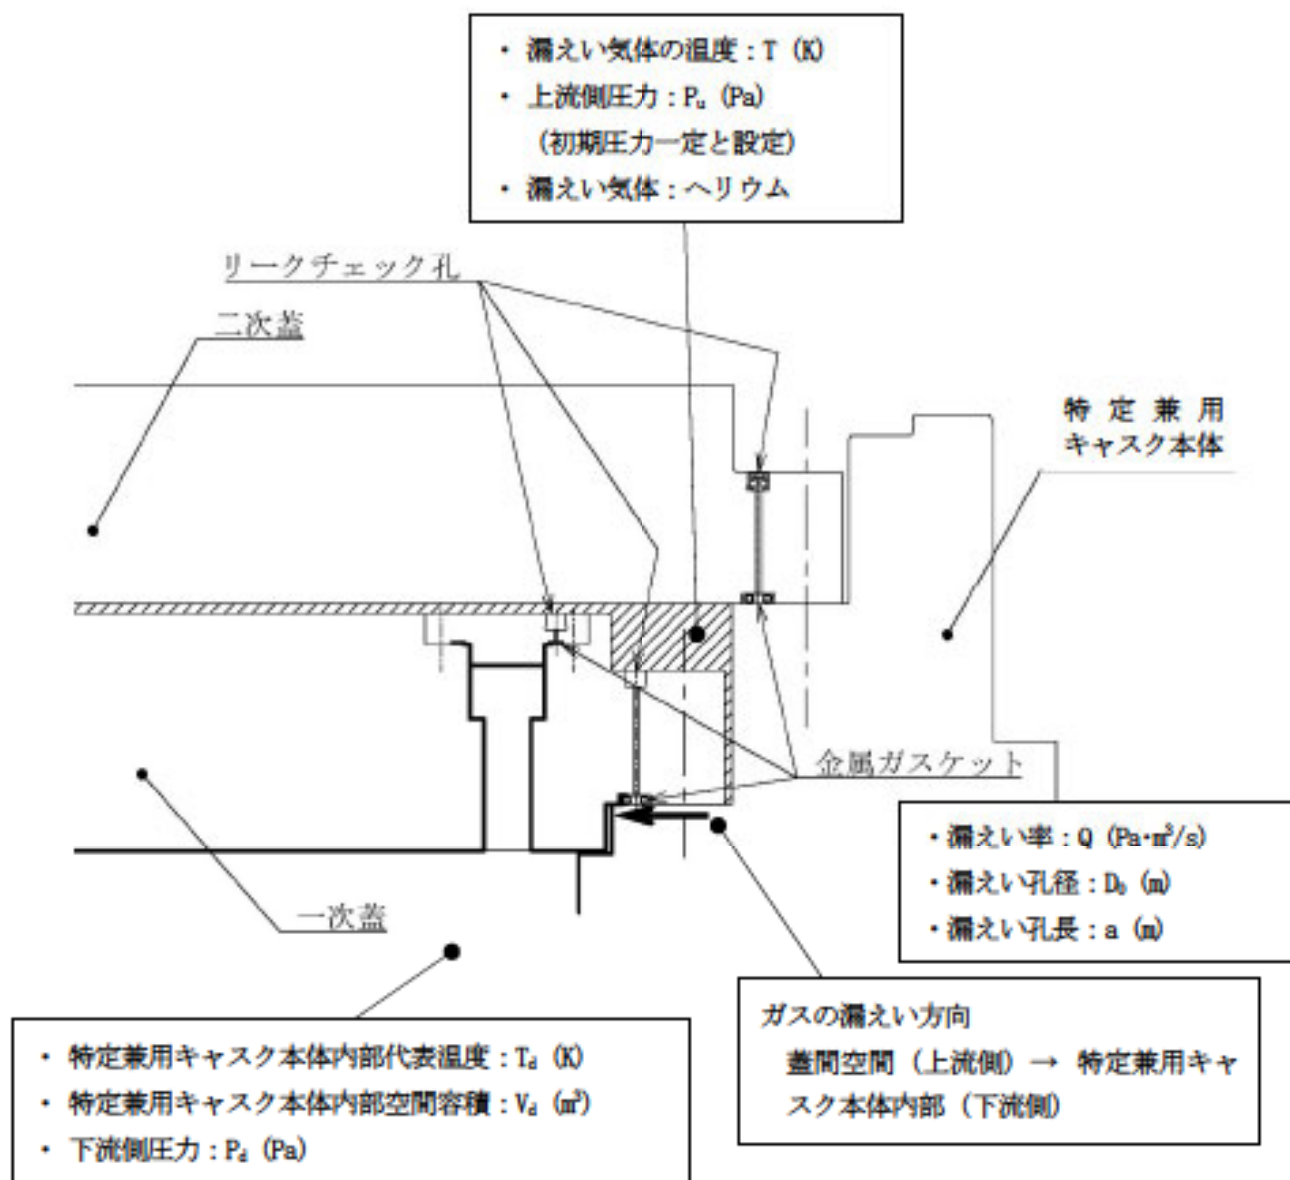 ・ 漏えい気体の温度：T (K)
・ 上流側圧力：Pᵤ (Pa)
(初期圧力一定と設定)
・ 漏えい気体：ヘリウム
リークチェック孔
二次蓋
特定兼用
キャスク本体
金属ガスケット
・漏えい率：Q (Pa・m³/s)
・漏えい孔径：D₀ (m)
・漏えい孔長：a (m)
一次蓋
ガスの漏えい方向
蓋間空間 (上流側) → 特定兼用キャ
スク本体内部 (下流側)
・ 特定兼用キャスク本体内部代表温度：T_d (K)
・ 特定兼用キャスク本体内部空間容積：V_d (m³)
・ 下流側圧力：P_d (Pa)